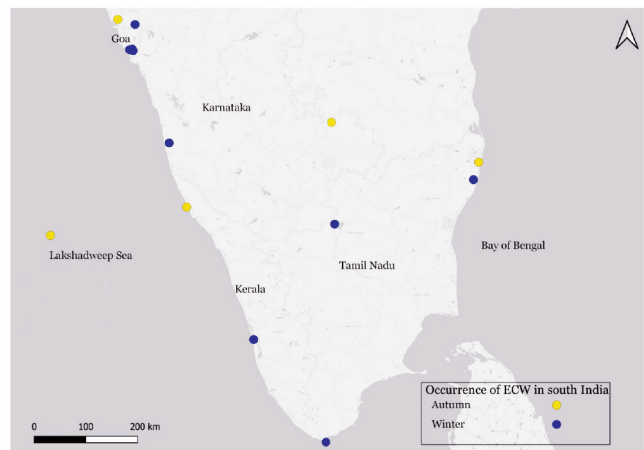 Goa
Karnataka
Lakshadweep Sea
Bay of Bengal
Tamil Nadu
Kerala
Occurrence of ECW in south India
Autumn
Winter
0 100 200 km